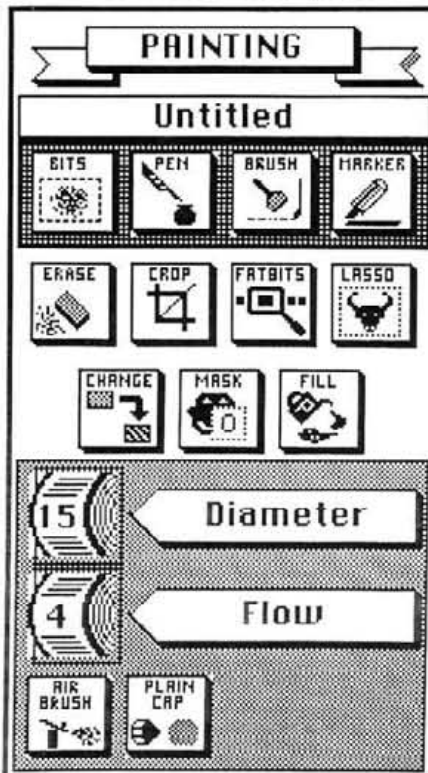 PAINTING
Untitled
BITS PEN BRUSH MARKER
ERASE CROP FATBITS LASSO
CHANGE MASK FILL
15 Diameter
4 Flow
AIR BRUSH PLAIN CAP